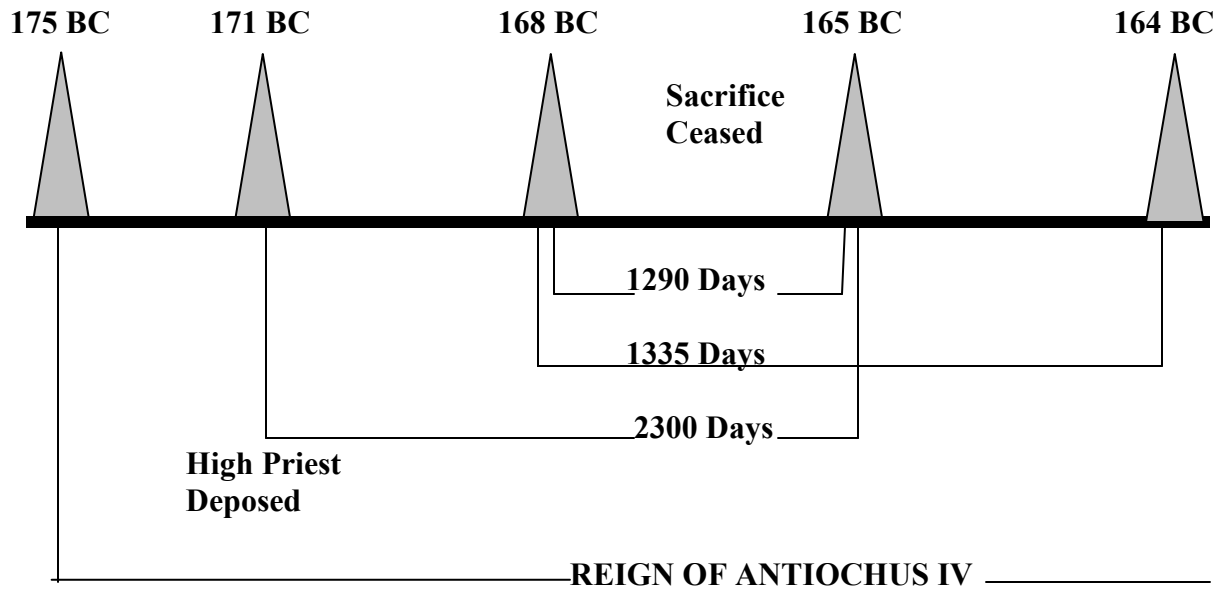 175 BC 171 BC 168 BC 165 BC 164 BC
Sacrifice
Ceased
1290 Days
1335 Days
2300 Days
High Priest
Deposed
REIGN OF ANTIOCHUS IV